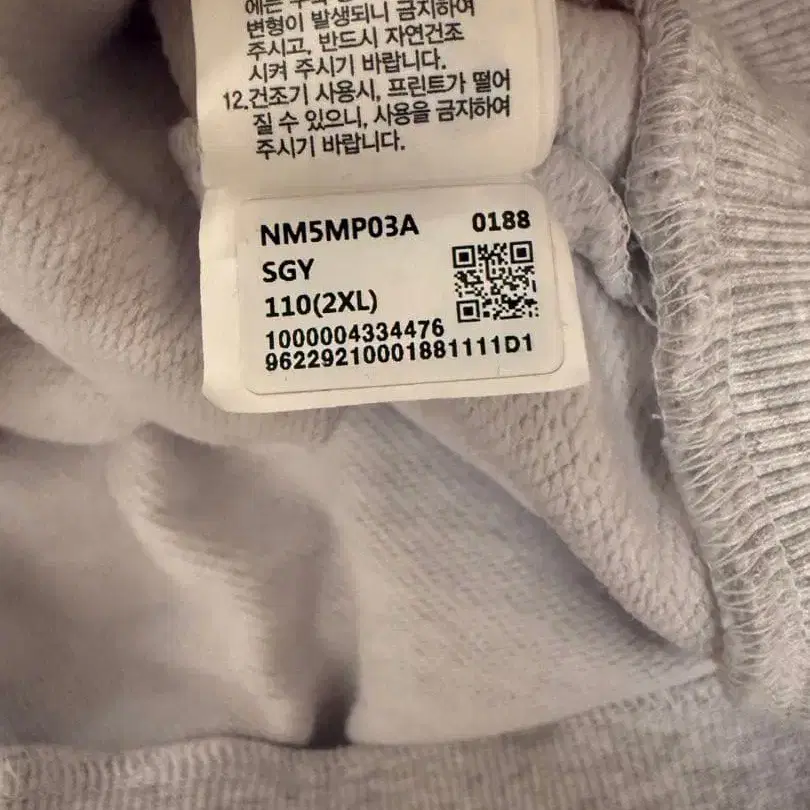 변형이 발생되니 금지하여
주시고, 반드시 자연건조
시켜 주시기 바랍니다.
12.건조기 사용시, 프린트가 떨어
질 수 있으니, 사용을 금지하여
주시기 바랍니다.
NM5MP03A 0188
SGY
110(2XL)
1000004334476
96229210001881111D1